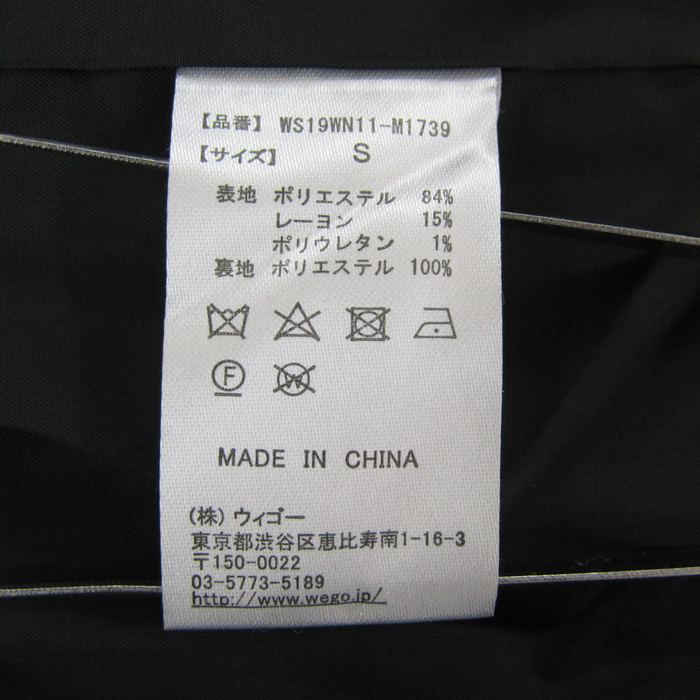 【品番】 WS19WN11-M1739
【サイズ】 S
表地 ポリエステル 84%
レーヨン 15%
ポリウレタン 1%
裏地 ポリエステル 100%
F W
MADE IN CHINA
(株) ウィゴー
東京都渋谷区恵比寿南1-16-3
〒150-0022
03-5773-5189
http://www.wego.jp/